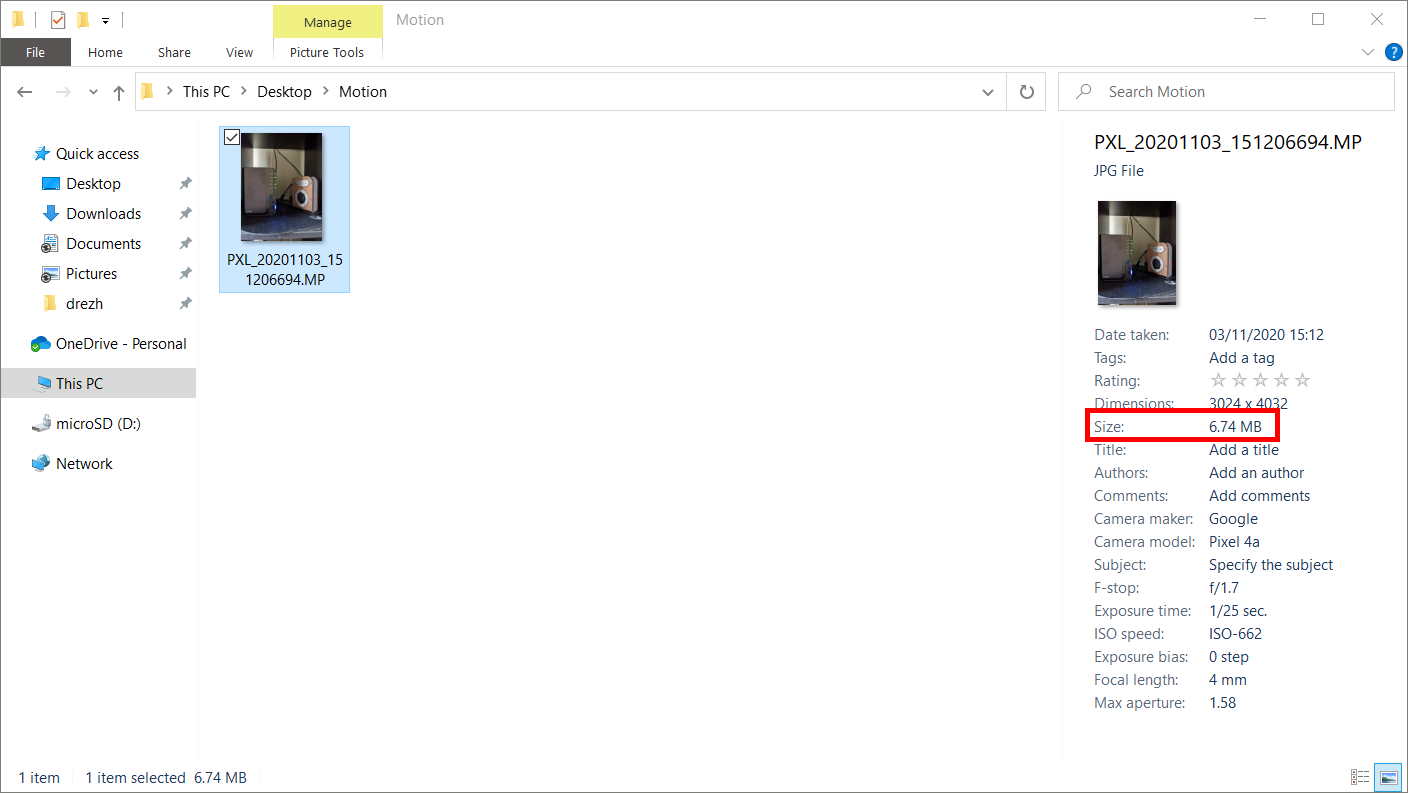 Manage
Motion
File
Home
Share
View
Picture Tools
?
This PC
Desktop
Motion
Search Motion
Quick access
Desktop
Downloads
Documents
Pictures
drezh
OneDrive - Personal
This PC
microSD (D:)
Network
PXL_20201103_151
206694.MP
PXL_20201103_151206694.MP
JPG File
Date taken: 03/11/2020 15:12
Tags: Add a tag
Rating:
Dimensions: 3024 x 4032
Size: 6.74 MB
Title: Add a title
Authors: Add an author
Comments: Add comments
Camera maker: Google
Camera model: Pixel 4a
Subject: Specify the subject
F-stop: f/1.7
Exposure time: 1/25 sec.
ISO speed: ISO-662
Exposure bias: 0 step
Focal length: 4 mm
Max aperture: 1.58
1 item
1 item selected 6.74 MB